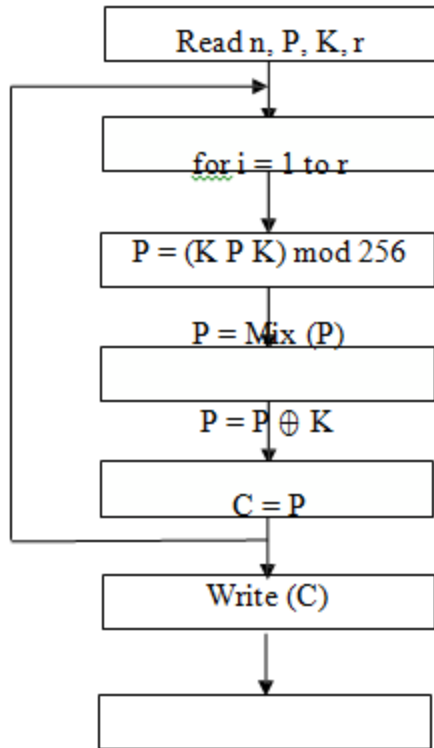 Read n, P, K, r
for i = 1 to r
P = (K P K) mod 256
P = Mix (P)
P = P ⊕ K
C = P
Write (C)